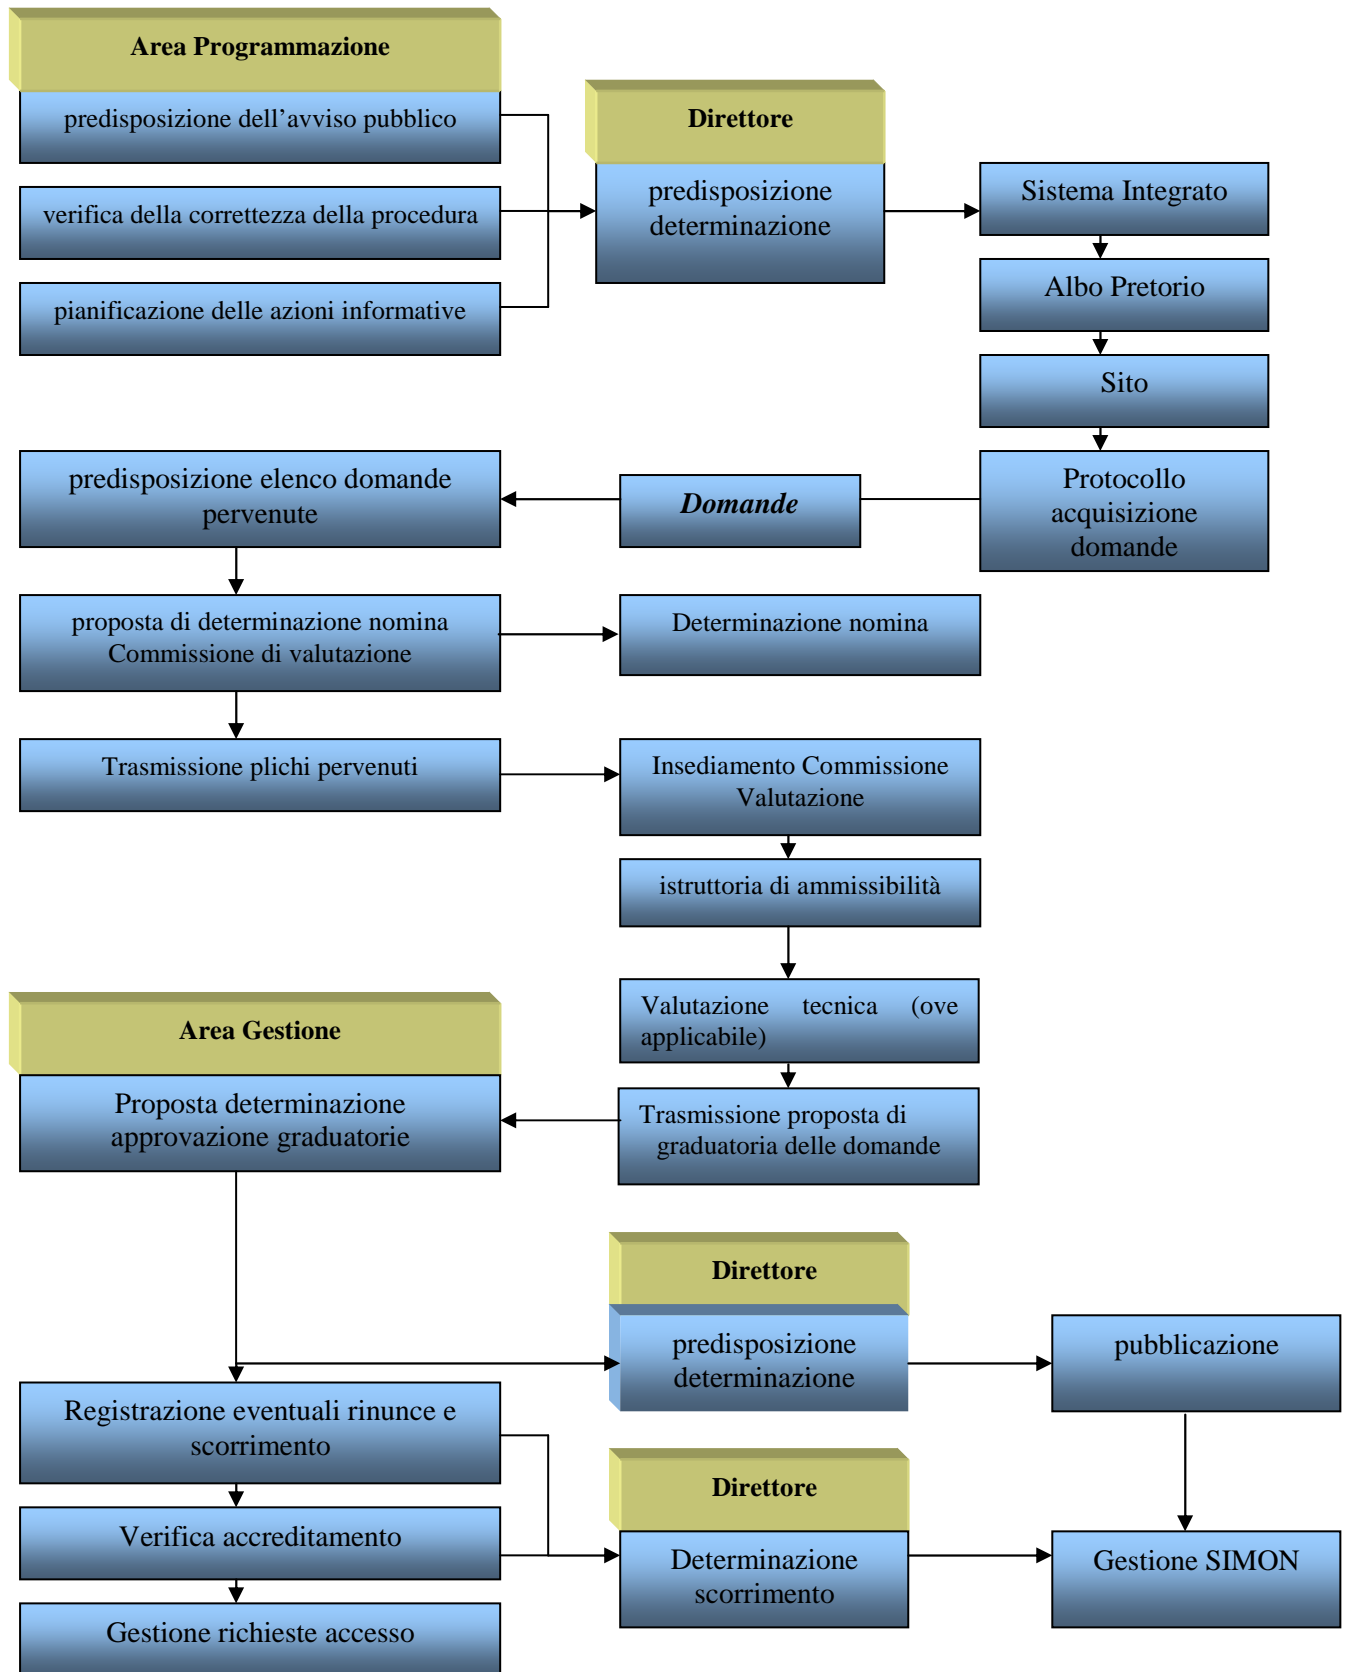 Area Programmazione
predisposizione dell’avviso pubblico
verifica della correttezza della procedura
pianificazione delle azioni informative
Direttore
predisposizione
determinazione
Sistema Integrato
Albo Pretorio
Sito
Protocollo
acquisizione
domande
Domande
predisposizione elenco domande
pervenute
proposta di determinazione nomina
Commissione di valutazione
Determinazione nomina
Trasmissione plichi pervenuti
Insediamento Commissione
Valutazione
istruttoria di ammissibilità
Valutazione tecnica (ove
applicabile)
Trasmissione proposta di
graduatoria delle domande
Area Gestione
Proposta determinazione
approvazione graduatorie
Direttore
predisposizione
determinazione
pubblicazione
Registrazione eventuali rinunce e
scorrimento
Verifica accreditamento
Gestione richieste accesso
Direttore
Determinazione
scorrimento
Gestione SIMON